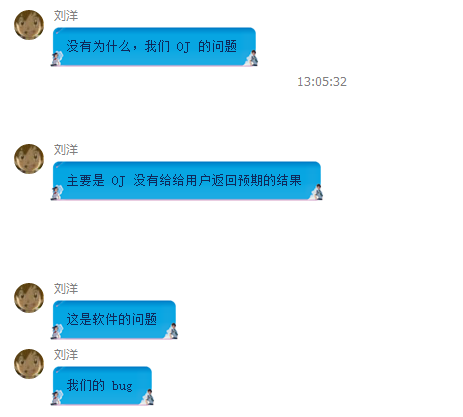 刘洋
没有为什么，我们 OJ 的问题
13:05:32
刘洋
主要是 OJ 没有给给用户返回预期的结果
刘洋
这是软件的问题
刘洋
我们的 bug